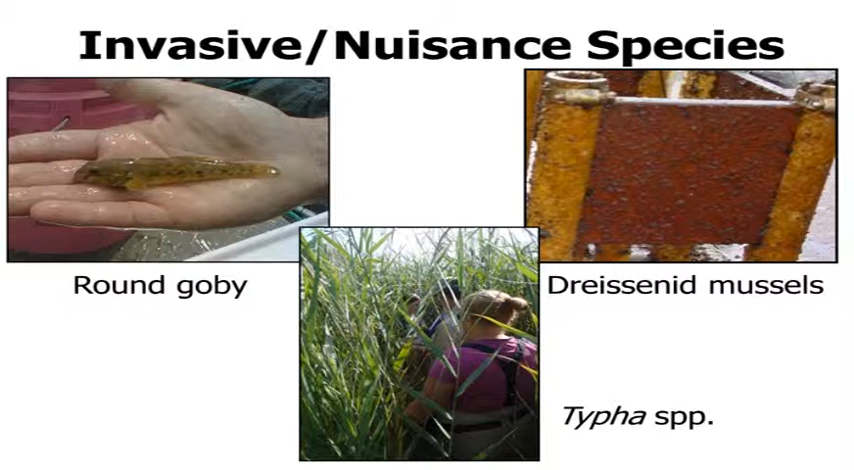 Invasive/Nuisance Species
Round goby
Dreissenid mussels
Typha spp.